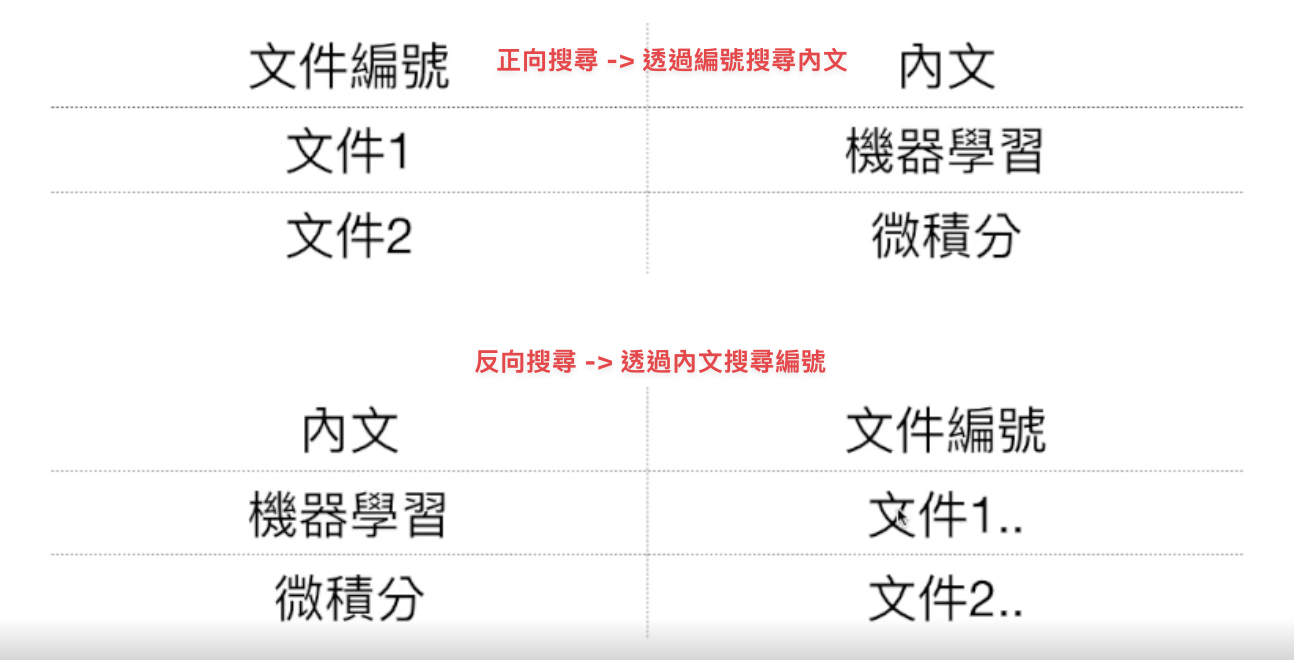 文件編號 正向搜尋 -> 透過編號搜尋內文 內文
文件1 機器學習
文件2 微積分
反向搜尋 -> 透過內文搜尋編號
內文 文件編號
機器學習 文件1..
微積分 文件2..